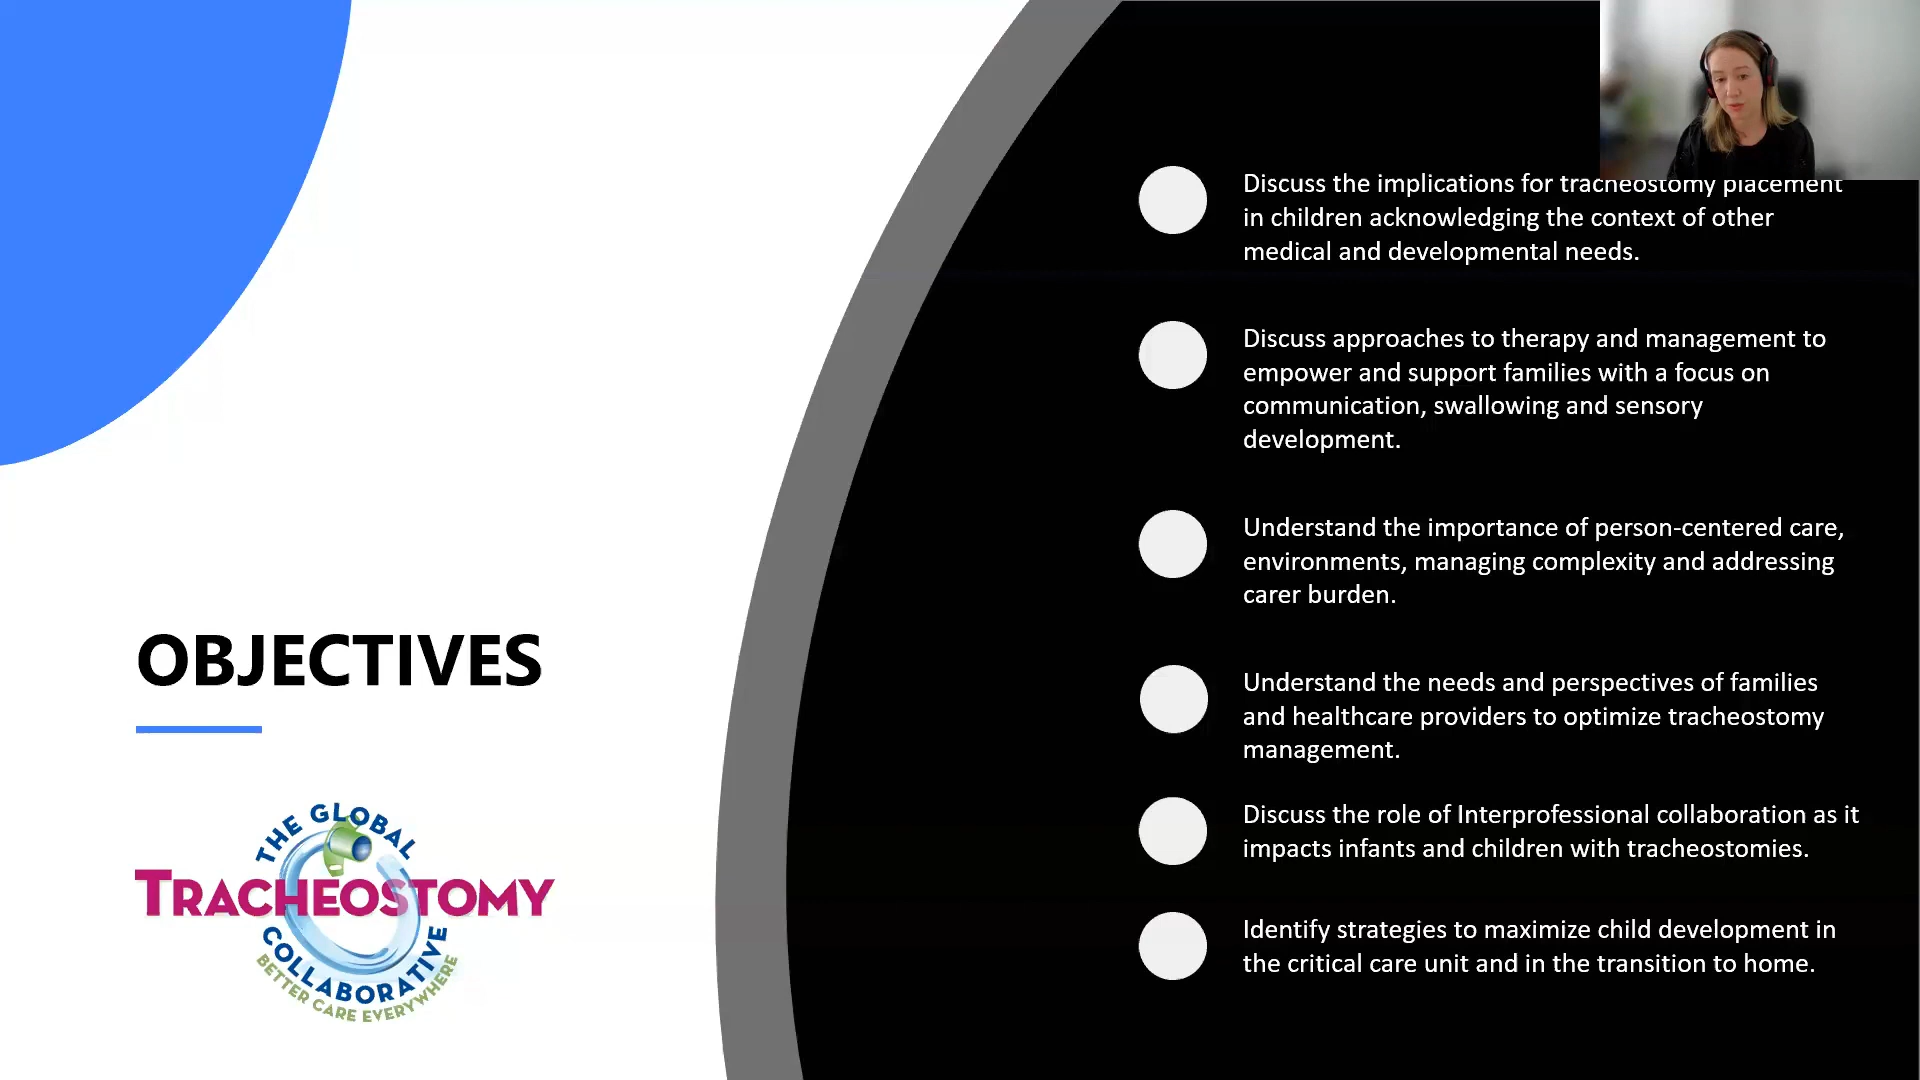 OBJECTIVES
THE GLOBAL
TRACHEOSTOMY
COLLABORATIVE
BETTER CARE EVERYWHERE
Discuss the implications for tracheostomy placement
in children acknowledging the context of other
medical and developmental needs.
Discuss approaches to therapy and management to
empower and support families with a focus on
communication, swallowing and sensory
development.
Understand the importance of person-centered care,
environments, managing complexity and addressing
carer burden.
Understand the needs and perspectives of families
and healthcare providers to optimize tracheostomy
management.
Discuss the role of Interprofessional collaboration as it
impacts infants and children with tracheostomies.
Identify strategies to maximize child development in
the critical care unit and in the transition to home.